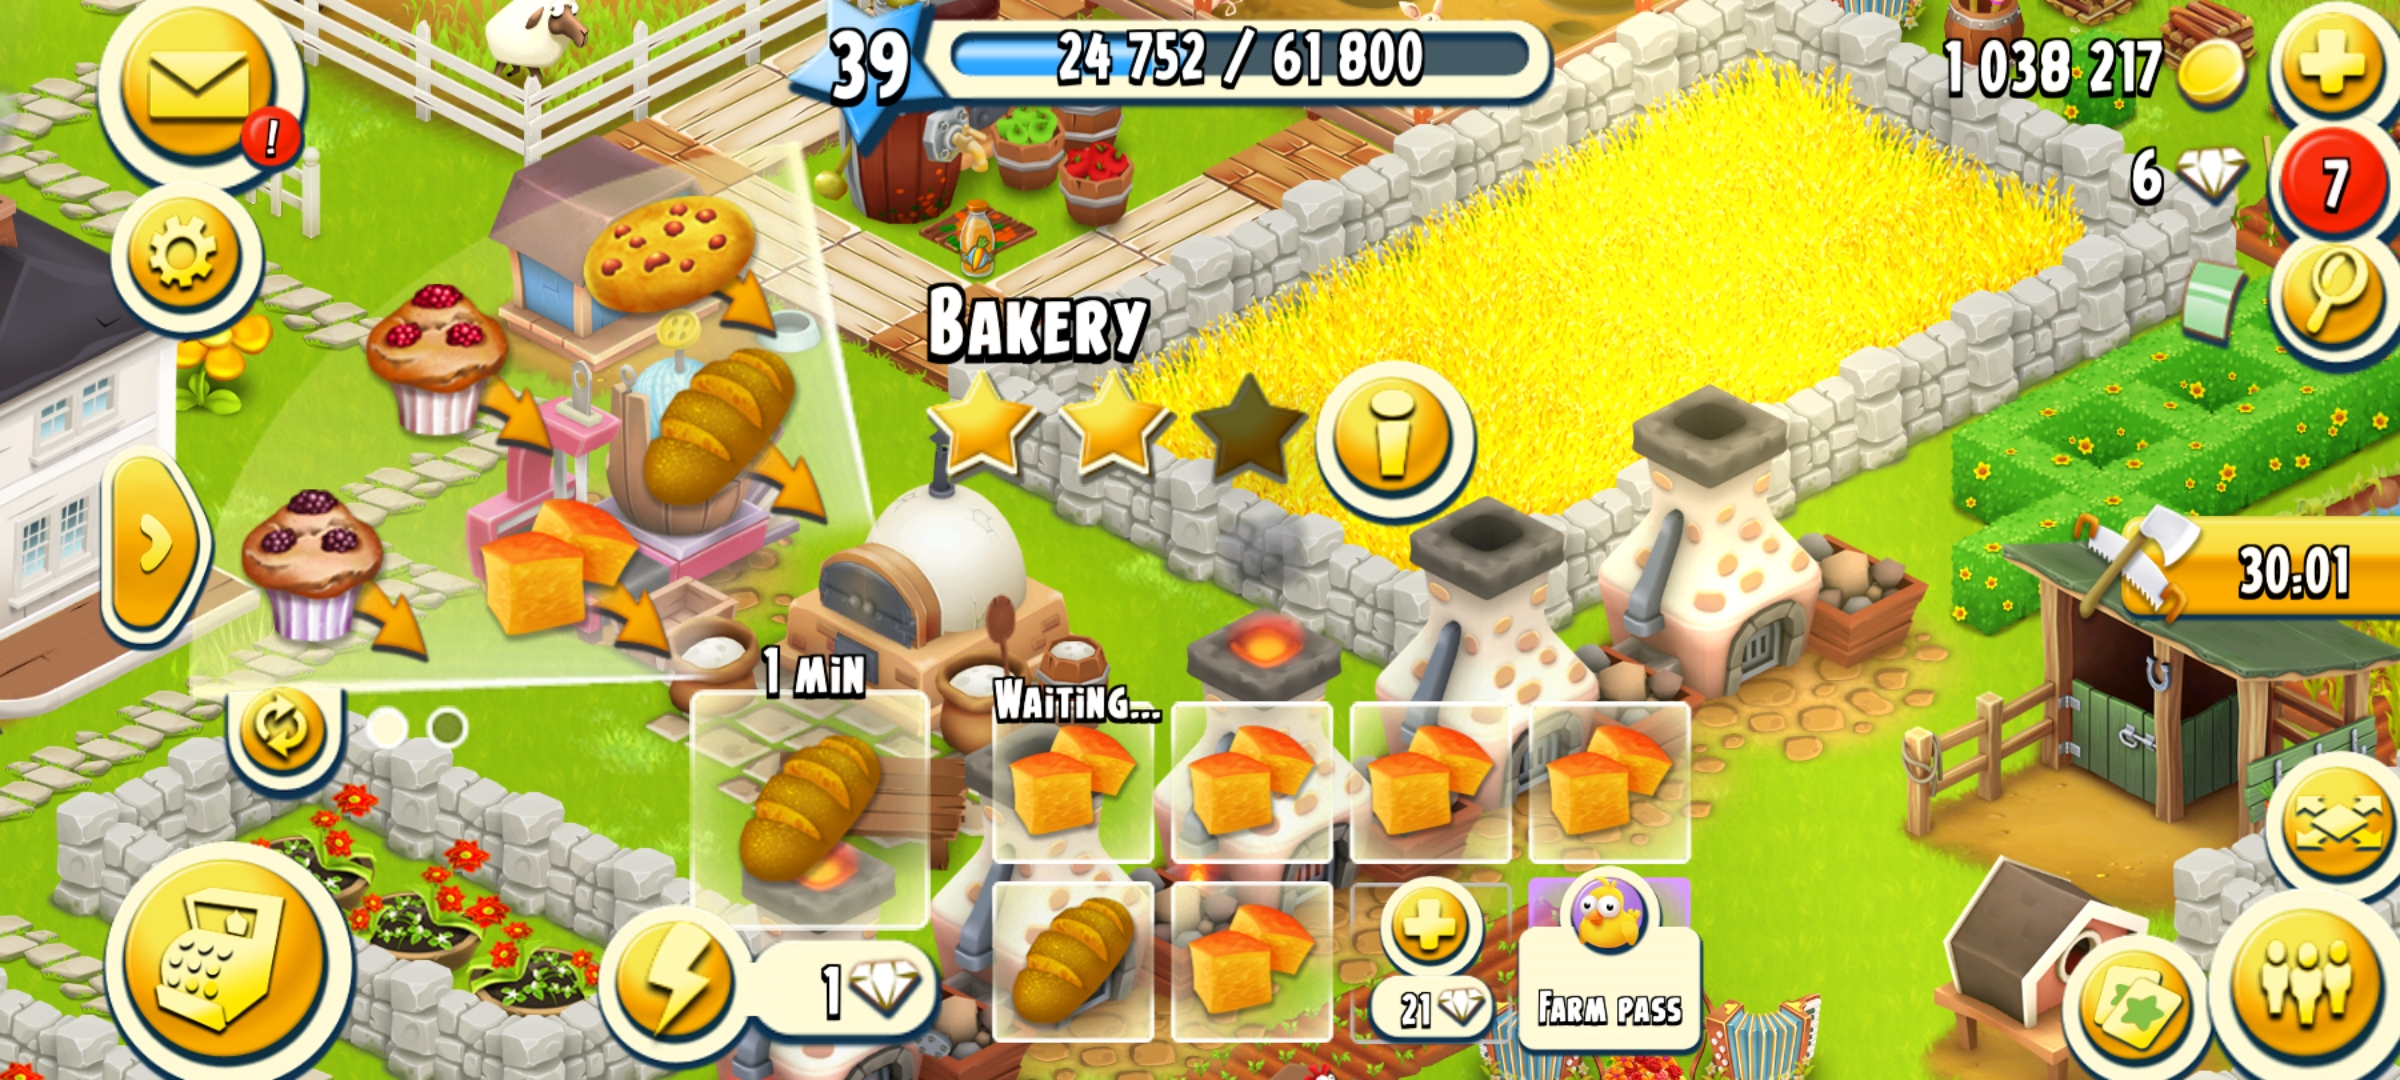 39
24 752 / 61 800
1 038 217
!
6
7
BAKERY
30:01
1 MIN
WAITING...
1
21
FARM PASS